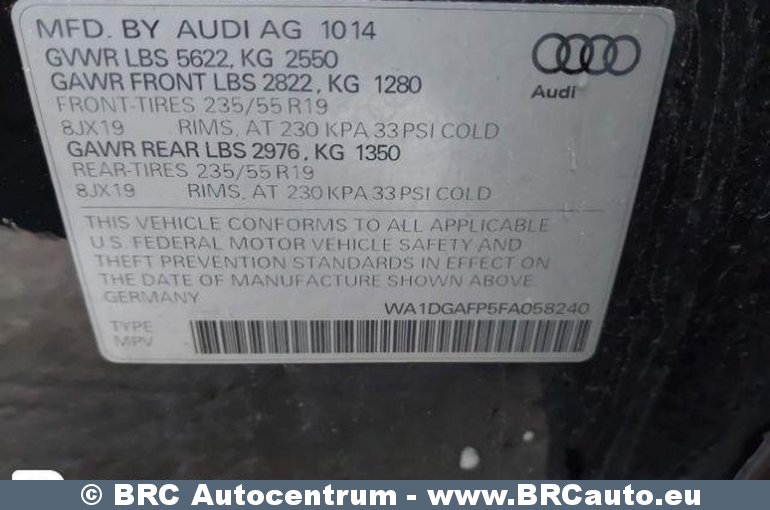 MFD. BY AUDI AG 1014
GVWR LBS 5622, KG 2550
GAWR FRONT LBS 2822, KG 1280
FRONT-TIRES 235/55 R19
8JX19 RIMS, AT 230 KPA 33 PSI COLD
GAWR REAR LBS 2976, KG 1350
REAR-TIRES 235/55 R19
8JX19 RIMS, AT 230 KPA 33 PSI COLD
Audi
THIS VEHICLE CONFORMS TO ALL APPLICABLE
U.S. FEDERAL MOTOR VEHICLE SAFETY AND
THEFT PREVENTION STANDARDS IN EFFECT ON
THE DATE OF MANUFACTURE SHOWN ABOVE
GERMANY WA1DGAFP5FA058240
TYPE
MPV
© BRC Autocentrum - www.BRCauto.eu